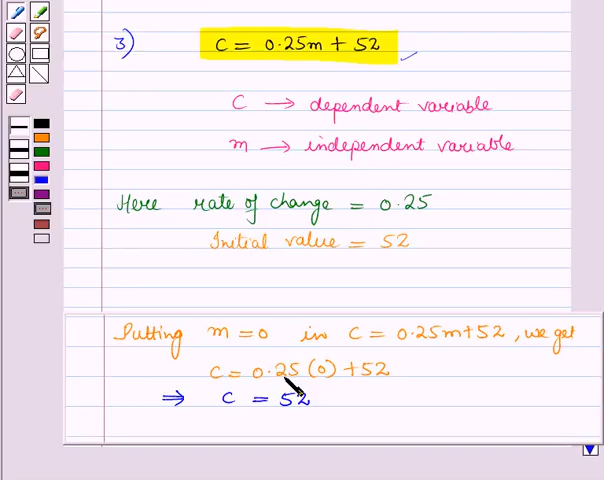 3) C = 0.25m + 52
C → dependent variable
m → independent variable
Here rate of change = 0.25
Initial value = 52
Putting m=0 in C = 0.25m+52, we get
C = 0.25 (0) + 52
⇒ C = 52